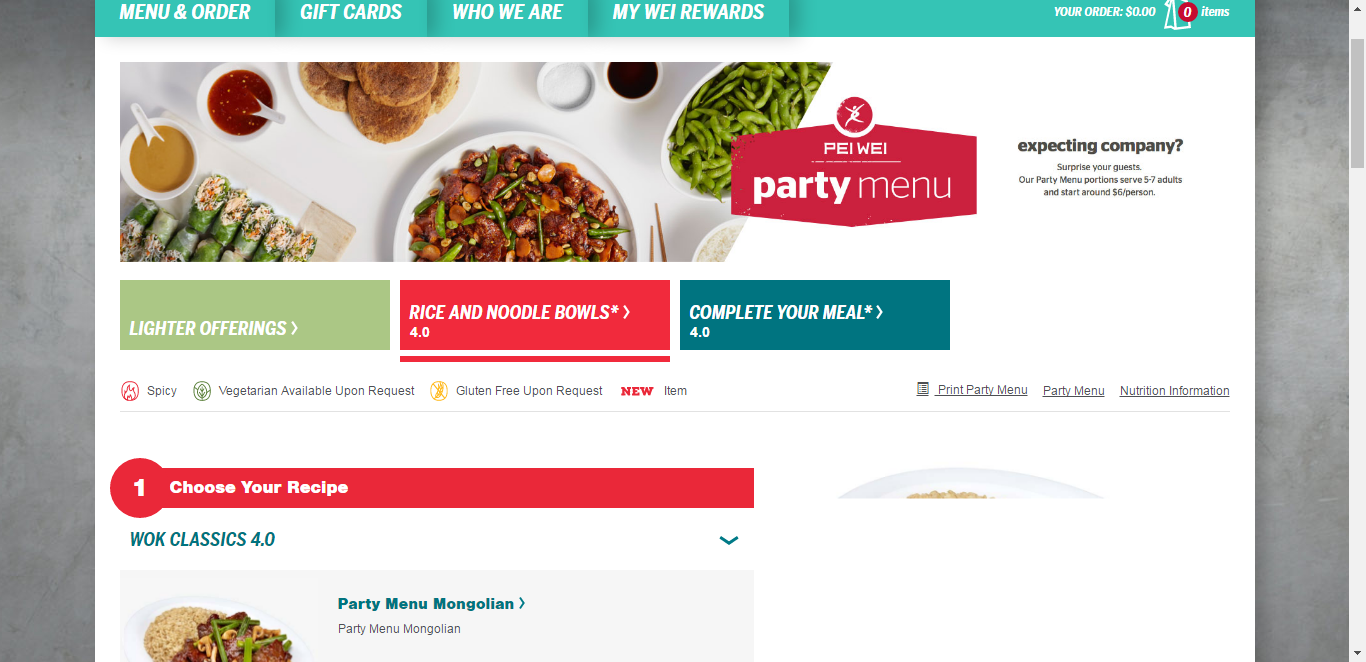 MENU & ORDER
GIFT CARDS
WHO WE ARE
MY WEI REWARDS
YOUR ORDER: $0.00
0
items
PEI WEI
party menu
expecting company?
Surprise your guests.
Our Party Menu portions serve 5-7 adults
and start around $6/person.
LIGHTER OFFERINGS >
RICE AND NOODLE BOWLS* >
4.0
COMPLETE YOUR MEAL* >
4.0
Spicy
Vegetarian Available Upon Request
Gluten Free Upon Request
NEW Item
Print Party Menu
Party Menu
Nutrition Information
1
Choose Your Recipe
WOK CLASSICS 4.0
Party Menu Mongolian >
Party Menu Mongolian